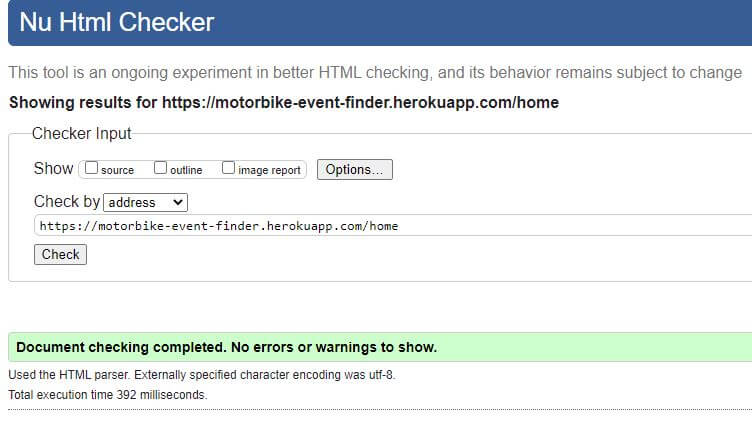 Nu Html Checker
This tool is an ongoing experiment in better HTML checking, and its behavior remains subject to change
Showing results for https://motorbike-event-finder.herokuapp.com/home
Checker Input
Show source outline image report Options...
Check by address
https://motorbike-event-finder.herokuapp.com/home
Check
Document checking completed. No errors or warnings to show.
Used the HTML parser. Externally specified character encoding was utf-8.
Total execution time 392 milliseconds.